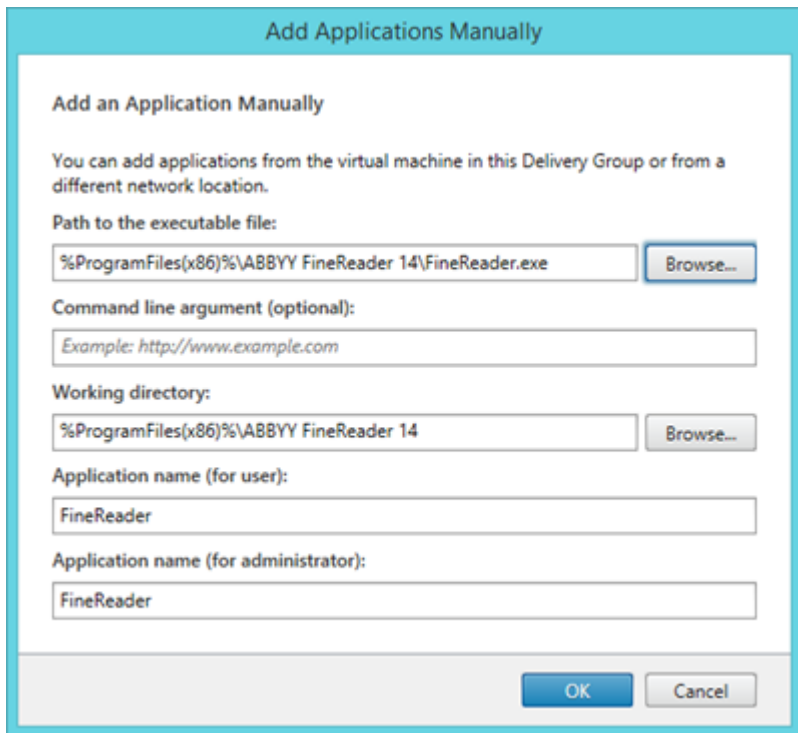 Add Applications Manually
Add an Application Manually
You can add applications from the virtual machine in this Delivery Group or from a
different network location.
Path to the executable file:
%ProgramFiles(x86)%\ABBYY FineReader 14\FineReader.exe
Browse...
Command line argument (optional):
Example: http://www.example.com
Working directory:
%ProgramFiles(x86)%\ABBYY FineReader 14
Browse...
Application name (for user):
FineReader
Application name (for administrator):
FineReader
OK
Cancel